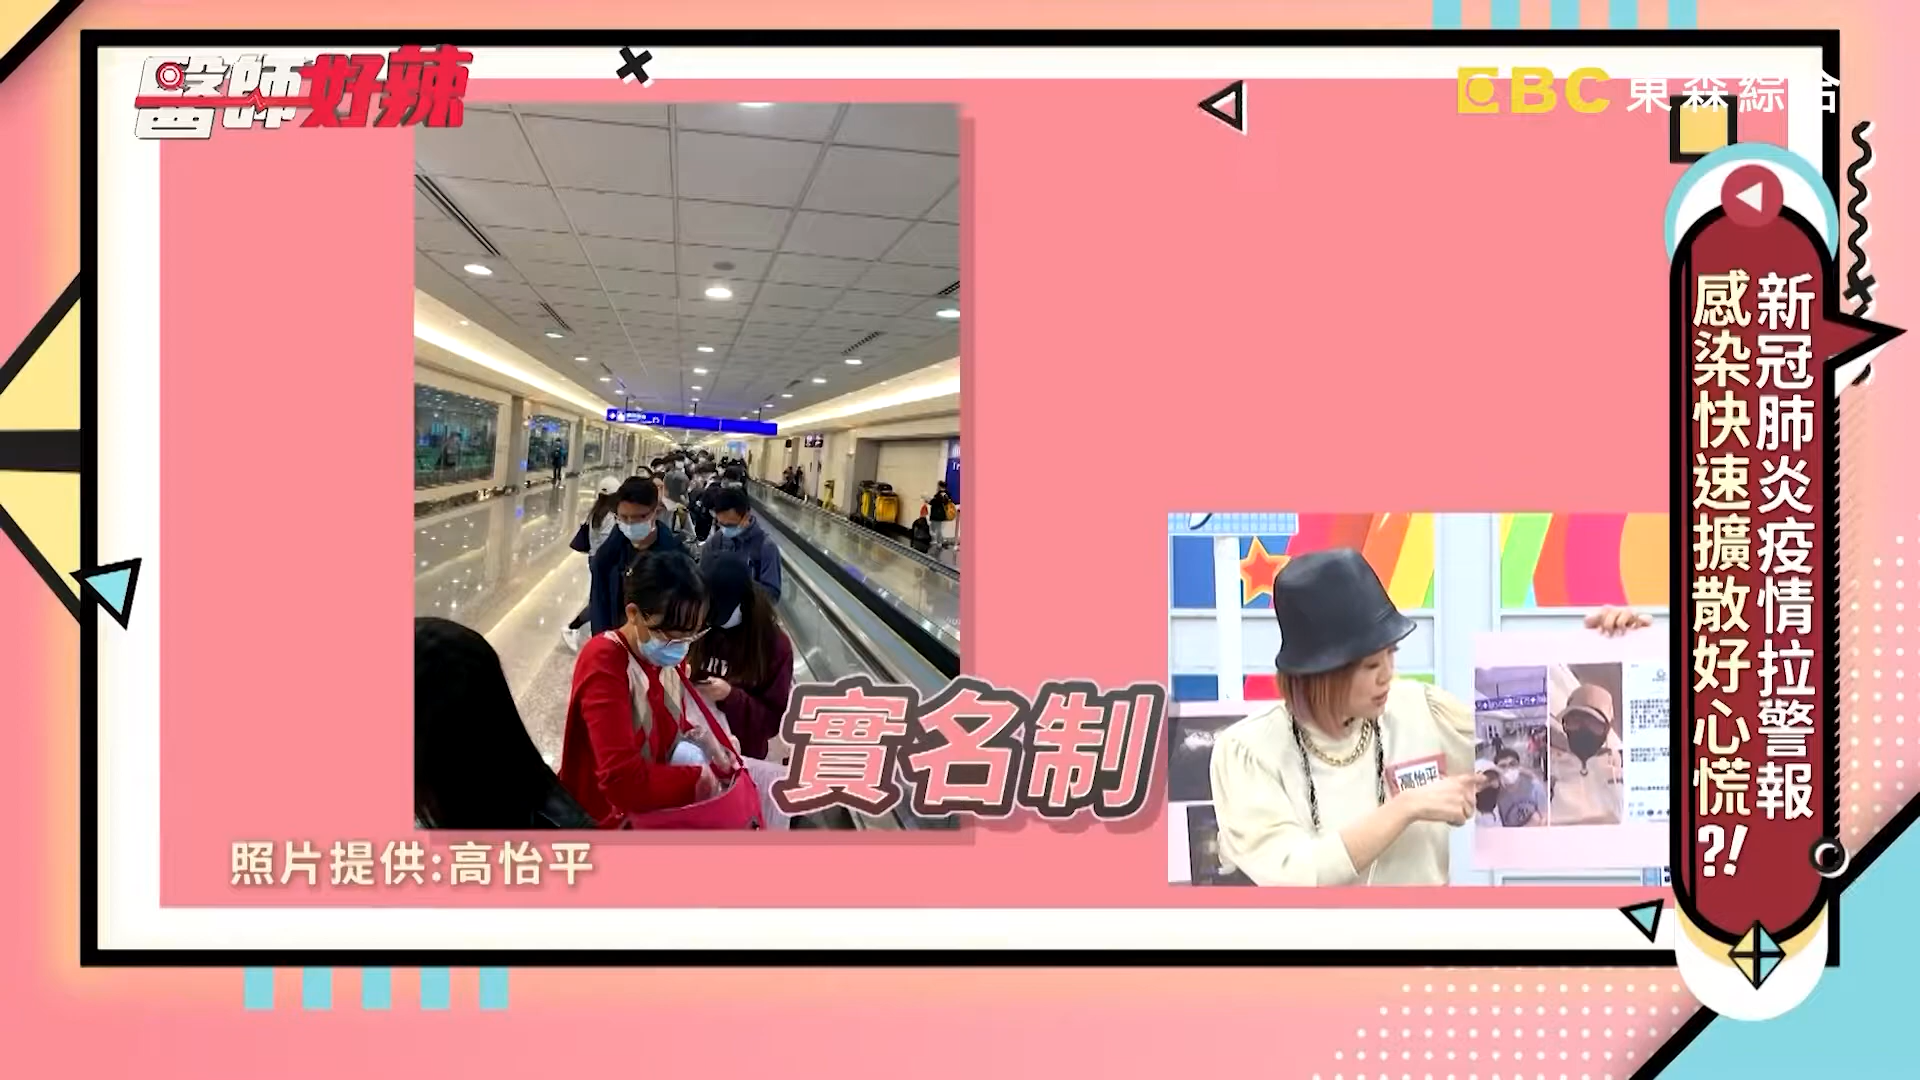 醫師好辣
EBC 東森綜合
新冠肺炎疫情拉警報
感染快速擴散好心慌?!
實名制
高怡平
照片提供:高怡平